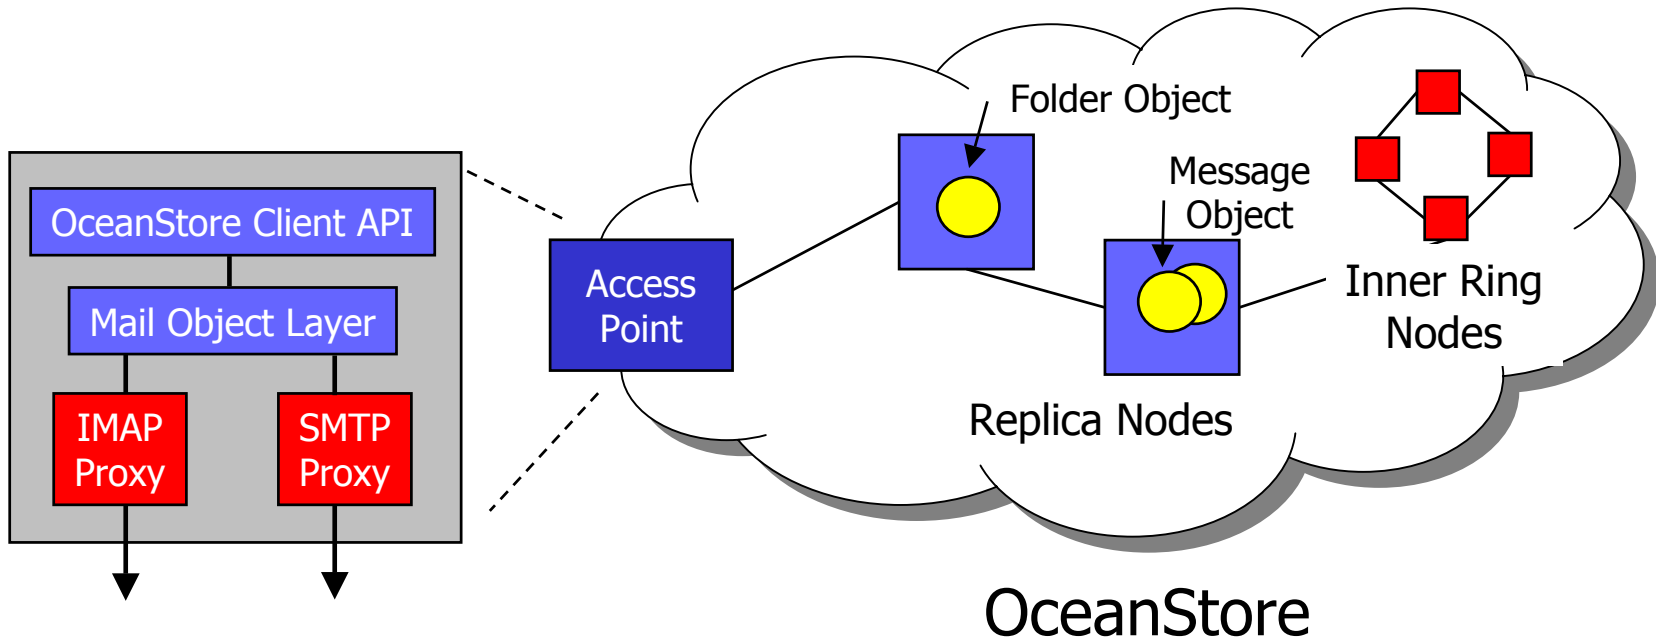 OceanStore Client API
Mail Object Layer
IMAP
Proxy
SMTP
Proxy
Access
Point
Folder Object
Message
Object
Inner Ring
Nodes
Replica Nodes
OceanStore